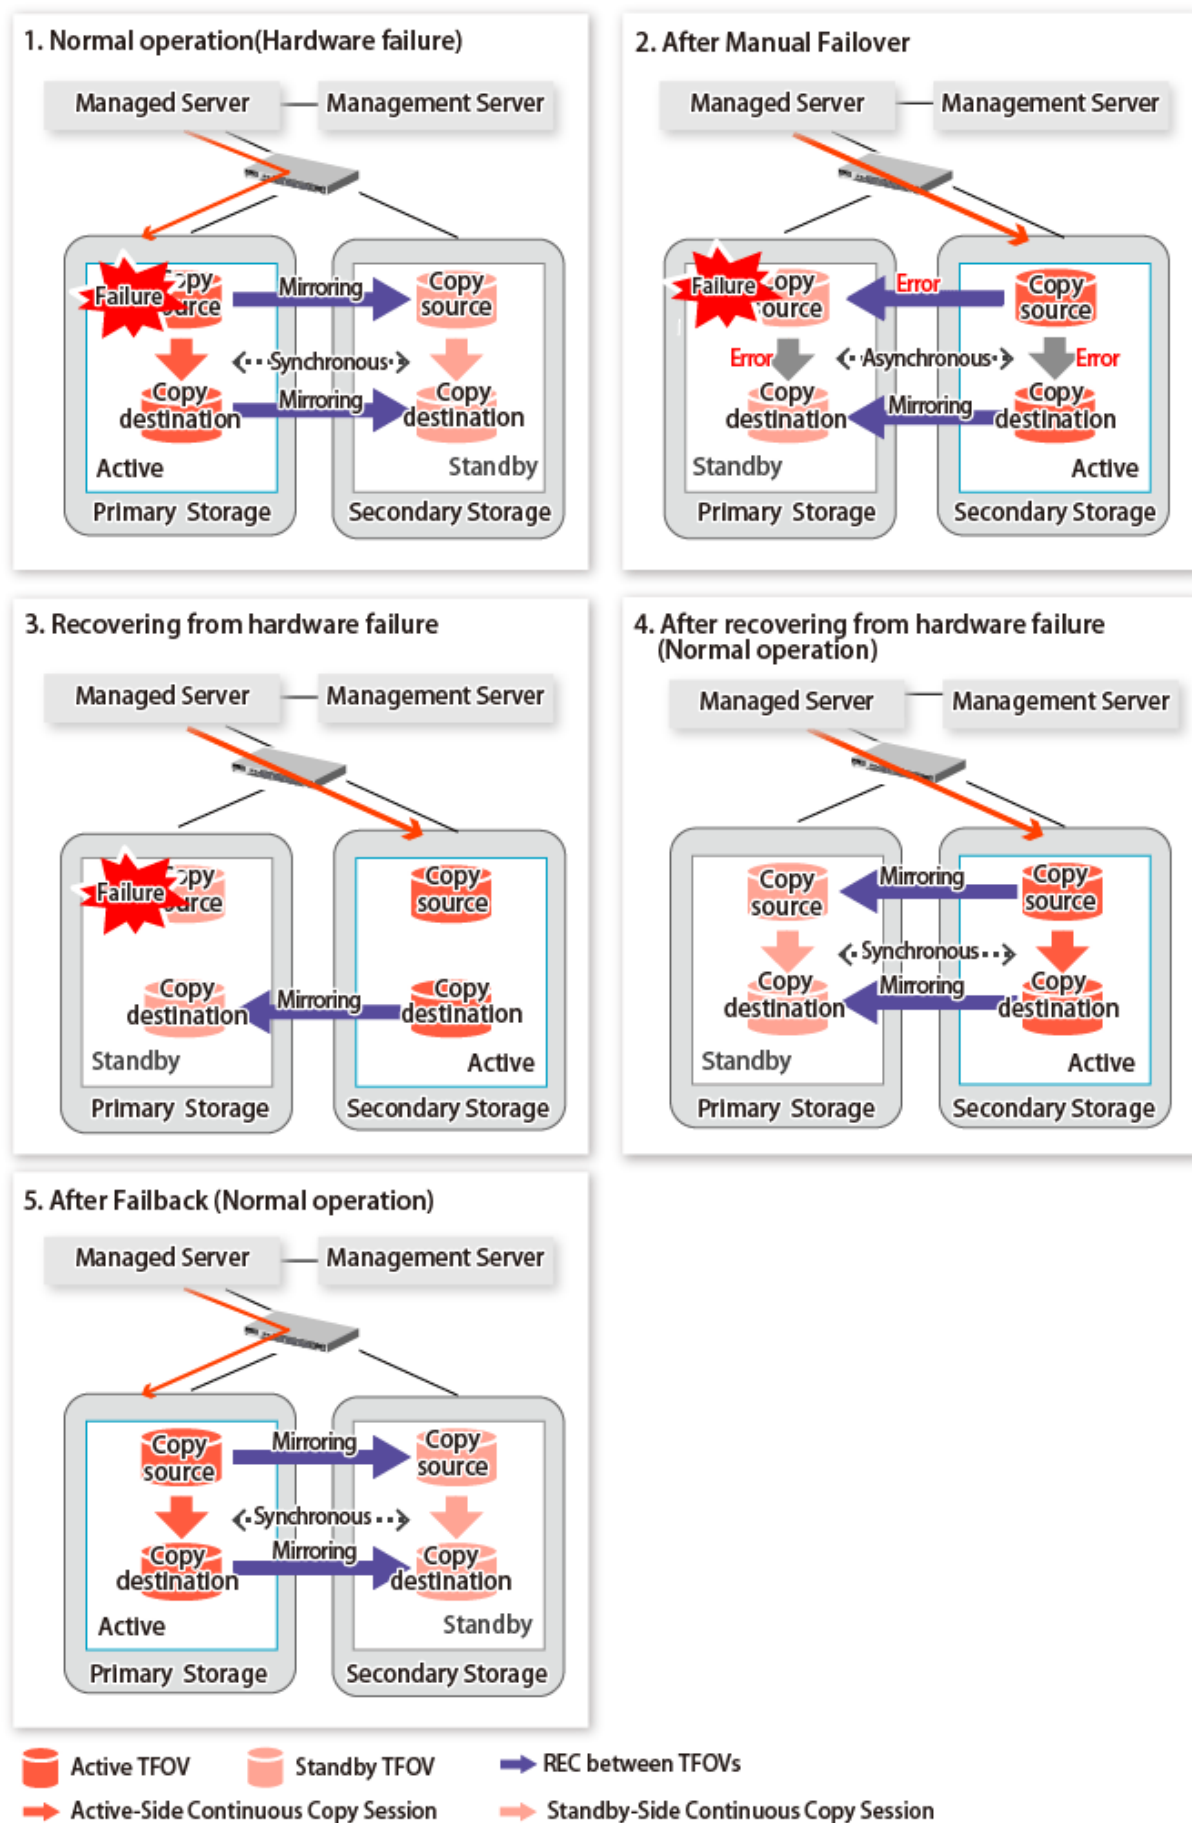 1. Normal operation(Hardware failure)
Managed Server
Management Server
Failure
Copy
source
Mirroring
Copy
source
Synchronous
Copy
destination
Mirroring
Copy
destination
Active
Standby
Primary Storage
Secondary Storage
2. After Manual Failover
Managed Server
Management Server
Failure
Copy
source
Error
Copy
source
Error
Asynchronous
Error
Copy
destination
Mirroring
Copy
destination
Standby
Active
Primary Storage
Secondary Storage
3. Recovering from hardware failure
Managed Server
Management Server
Failure
Copy
source
Copy
source
Copy
destination
Mirroring
Copy
destination
Standby
Active
Primary Storage
Secondary Storage
4. After recovering from hardware failure
(Normal operation)
Managed Server
Management Server
Copy
source
Mirroring
Copy
source
Synchronous
Copy
destination
Mirroring
Copy
destination
Standby
Active
Primary Storage
Secondary Storage
5. After Failback (Normal operation)
Managed Server
Management Server
Copy
source
Mirroring
Copy
source
Synchronous
Copy
destination
Mirroring
Copy
destination
Active
Standby
Primary Storage
Secondary Storage
Active TFOV
Standby TFOV
REC between TFOVs
Active-Side Continuous Copy Session
Standby-Side Continuous Copy Session